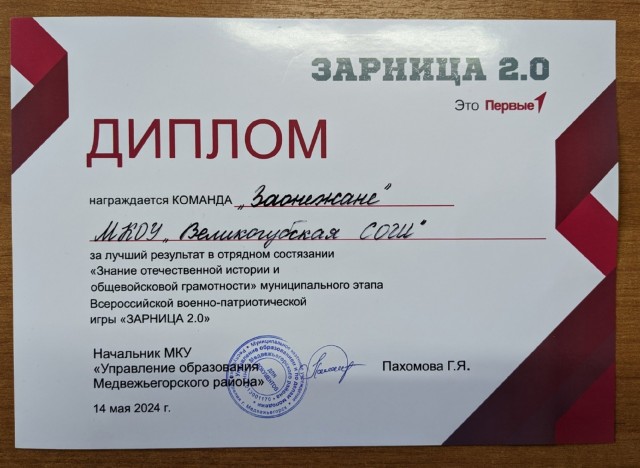 ЗАРНИЦА 2.0
Это Первые
ДИПЛОМ
награждается КОМАНДА „Заонежане“
МКОУ „Великогубская СОШ“
за лучший результат в отрядном состязании
«Знание отечественной истории и
общевойсковой грамотности» муниципального этапа
Всероссийской военно-патриотической
игры «ЗАРНИЦА 2.0»
Начальник МКУ
«Управление образования
Медвежьегорского района»
Пахомова Г.Я.
14 мая 2024 г.